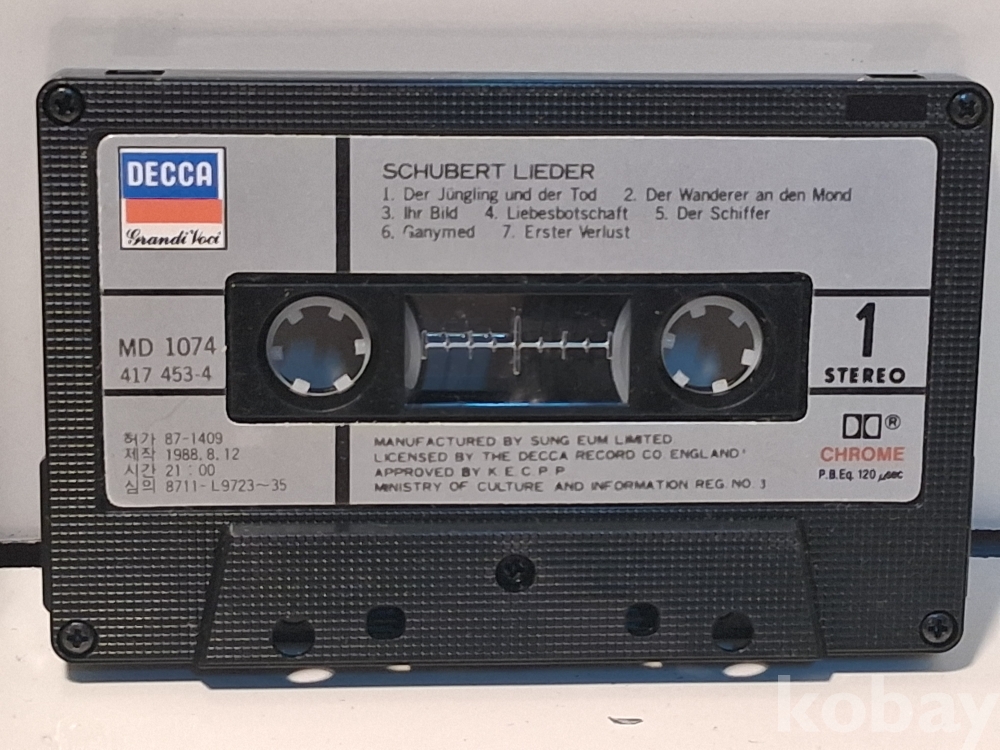 DECCA
Grandi Voci
SCHUBERT LIEDER
1. Der Jüngling und der Tod 2. Der Wanderer an den Mond
3. Ihr Bild 4. Liebesbotschaft 5. Der Schiffer
6. Ganymed 7. Erster Verlust
MD 1074
417 453-4
1
STEREO
허가 87-1409
제작 1988. 8. 12
시간 21 : 00
심의 8711- L9723~35
MANUFACTURED BY SUNG EUM LIMITED
LICENSED BY THE DECCA RECORD CO. ENGLAND'
APPROVED BY K E C P P
MINISTRY OF CULTURE AND INFORMATION REG. NO. 3
®
CHROME
P.B.Eq. 120 μsec
kobay